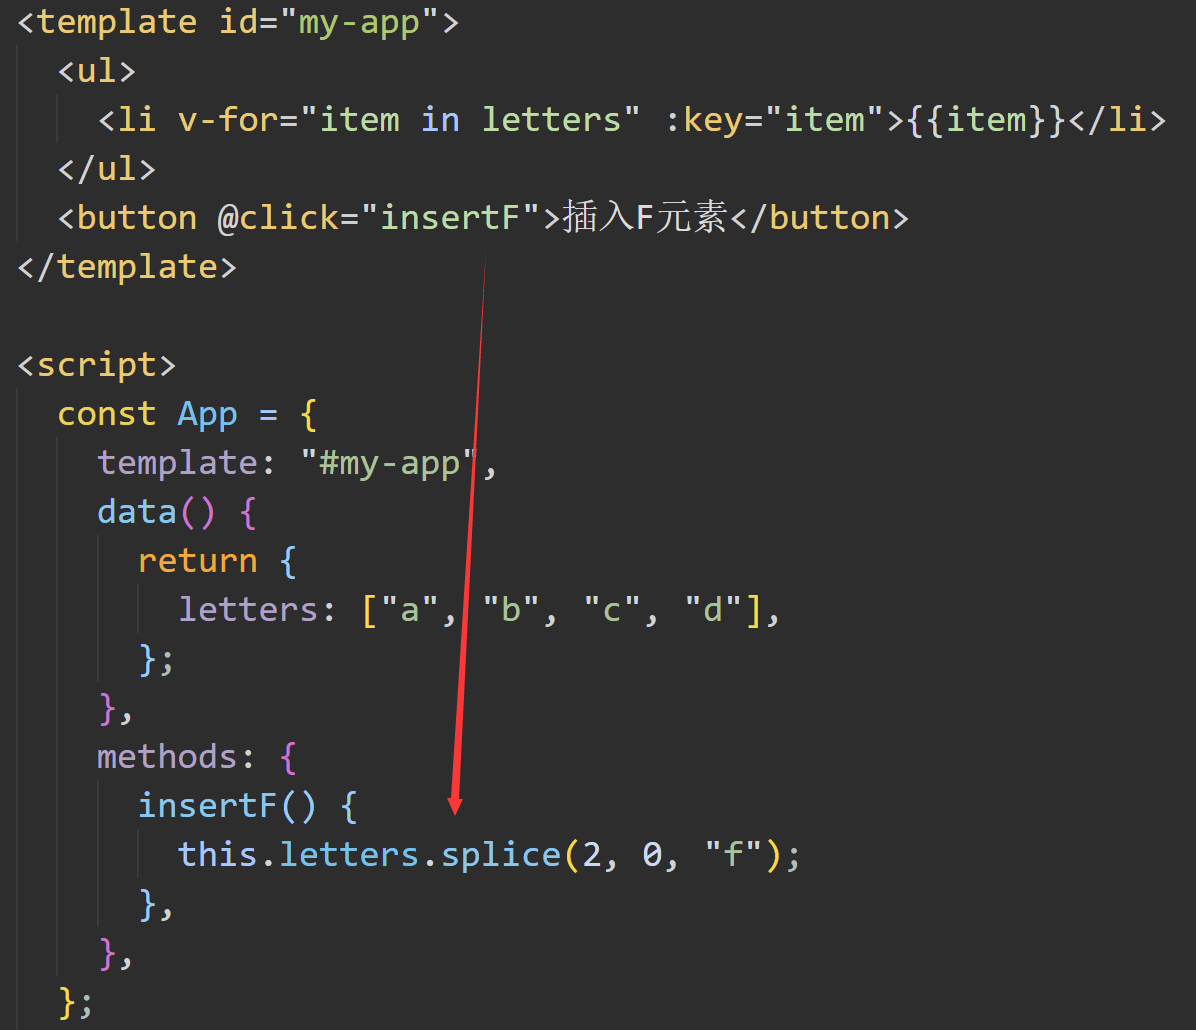 <template id="my-app">
  <ul>
    <li v-for="item in letters" :key="item">{{item}}</li>
  </ul>
  <button @click="insertF">插入F元素</button>
</template>

<script>
  const App = {
    template: "#my-app",
    data() {
      return {
        letters: ["a", "b", "c", "d"],
      };
    },
    methods: {
      insertF() {
        this.letters.splice(2, 0, "f");
      },
    },
  };